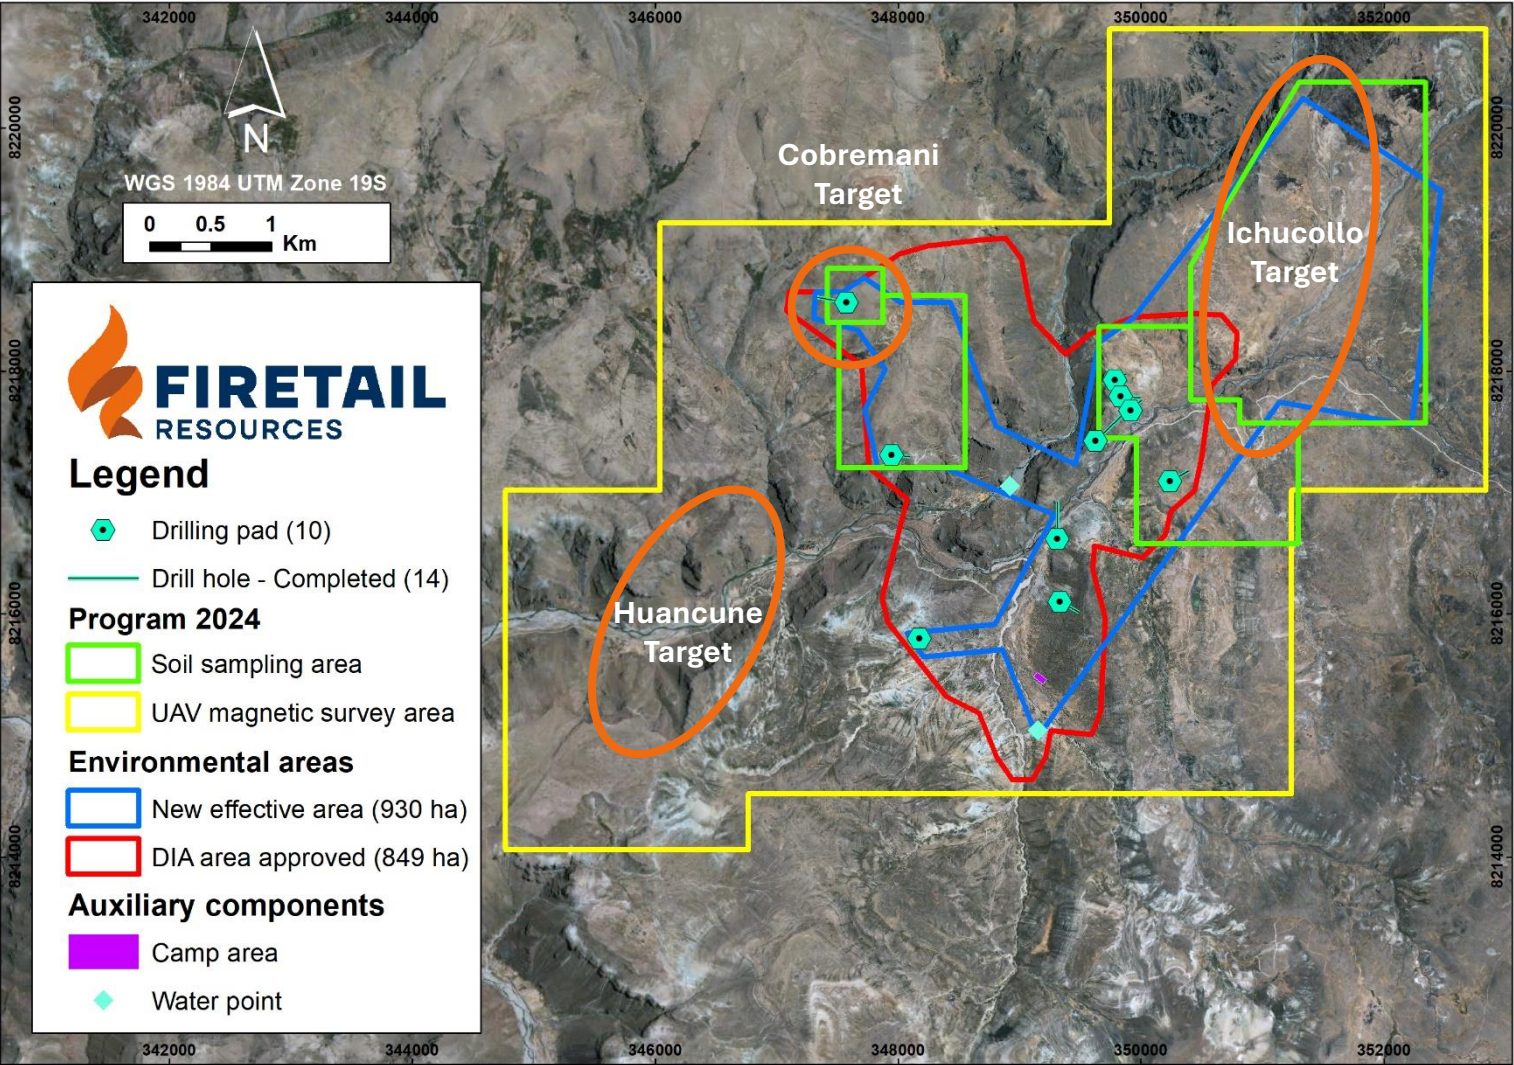 342000
344000
346000
348000
350000
352000
8220000
8220000
N
WGS 1984 UTM Zone 19S
0 0.5 1
Km
Cobremani
Target
Ichucollo
Target
8218000
8218000
FIRETAIL
RESOURCES
Legend
Drilling pad (10)
Drill hole - Completed (14)
Program 2024
Soil sampling area
UAV magnetic survey area
Environmental areas
New effective area (930 ha)
DIA area approved (849 ha)
Auxiliary components
Camp area
Water point
Huancune
Target
8216000
8216000
8214000
8214000
342000
344000
346000
348000
350000
352000